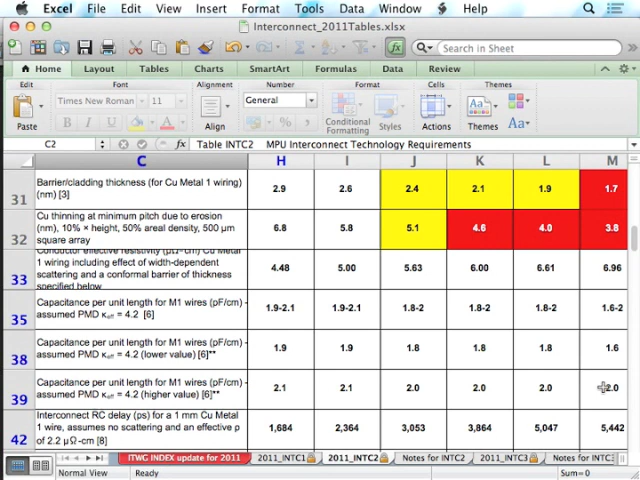 Excel File Edit View Insert Format Tools Data Window Help
Interconnect_2011Tables.xlsx
Search in Sheet
Home Layout Tables Charts SmartArt Formulas Data Review
Edit Font Alignment Number Format Cells Themes
Times New Roman 11 General
B I U A
Paste Align % Conditional Formatting Styles Actions Themes Aa
C2 fx Table INTC2 MPU Interconnect Technology Requirements
C H I J K L M
31 Barrier/cladding thickness (for Cu Metal 1 wiring) (nm) [3] 2.9 2.6 2.4 2.1 1.9 1.7
32 Cu thinning at minimum pitch due to erosion (nm), 10% × height, 50% areal density, 500 µm square array 6.8 5.8 5.1 4.6 4.0 3.8
33 Conductor effective resistivity (µΩ-cm) Cu Metal 1 wiring including effect of width-dependent scattering and a conformal barrier of thickness specified below 4.48 5.00 5.63 6.00 6.61 6.96
35 Capacitance per unit length for M1 wires (pF/cm) - assumed PMD κeff = 4.2 [6] 1.9-2.1 1.9-2.1 1.8-2 1.8-2 1.8-2 1.6-2
38 Capacitance per unit length for M1 wires (pF/cm) - assumed PMD κeff = 4.2 (lower value) [6]** 1.9 1.9 1.8 1.8 1.8 1.6
39 Capacitance per unit length for M1 wires (pF/cm) - assumed PMD κeff = 4.2 (higher value) [6]** 2.1 2.1 2.0 2.0 2.0 2.0
42 Interconnect RC delay (ps) for a 1 mm Cu Metal 1 wire, assumes no scattering and an effective ρ of 2.2 µΩ-cm [8] 1,684 2,364 3,053 3,864 5,047 5,442
ITWG INDEX update for 2011 2011_INTC1 2011_INTC2 Notes for INTC2 2011_INTC3 Notes for INTC3
Normal View Ready Sum=0